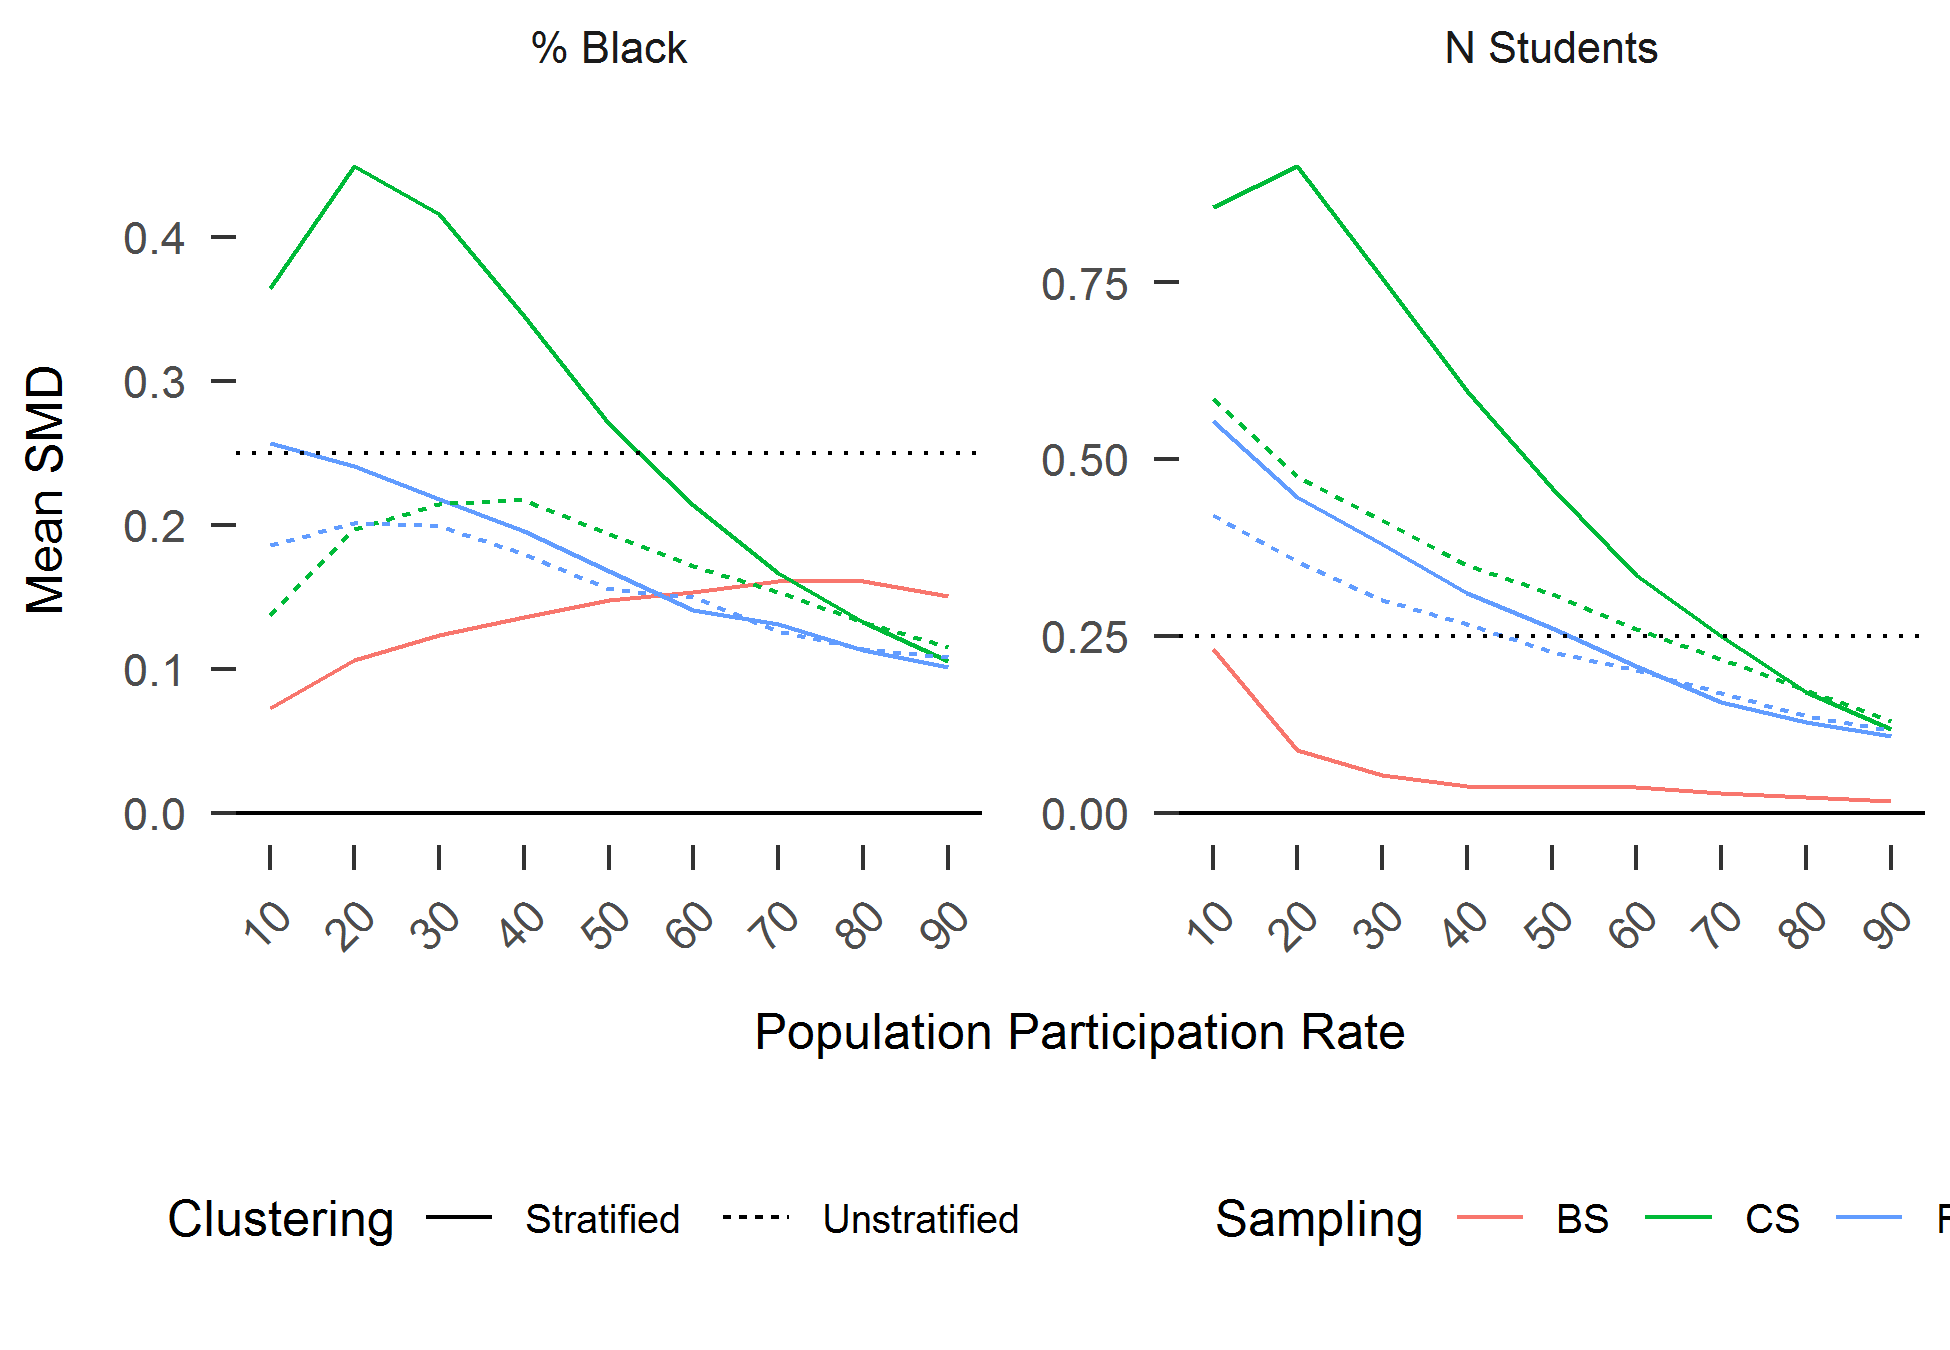 % Black
N Students
Mean SMD
0.4
0.3
0.2
0.1
0.0
0.75
0.50
0.25
0.00
10 20 30 40 50 60 70 80 90
10 20 30 40 50 60 70 80 90
Population Participation Rate
Clustering Stratified Unstratified
Sampling BS CS